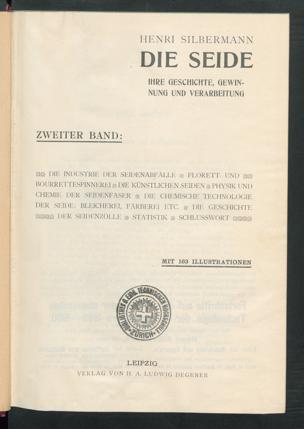 HENRI SILBERMANN
DIE SEIDE
IHRE GESCHICHTE, GEWIN-
NUNG UND VERARBEITUNG
ZWEITER BAND:
DIE INDUSTRIE DER SEIDENABFÄLLE FLORETT- UND
BOURRETTESPINNEREI DIE KÜNSTLICHEN SEIDEN PHYSIK UND
CHEMIE DER SEIDENFASER DIE CHEMISCHE TECHNOLOGIE
DER SEIDE: BLEICHEREI, FÄRBEREI ETC. DIE GESCHICHTE
DER SEIDENZÖLLE STATISTIK SCHLUSSWORT
MIT 163 ILLUSTRATIONEN
ZÜRICH
LEIPZIG
VERLAG VON H. A. LUDWIG DEGENER